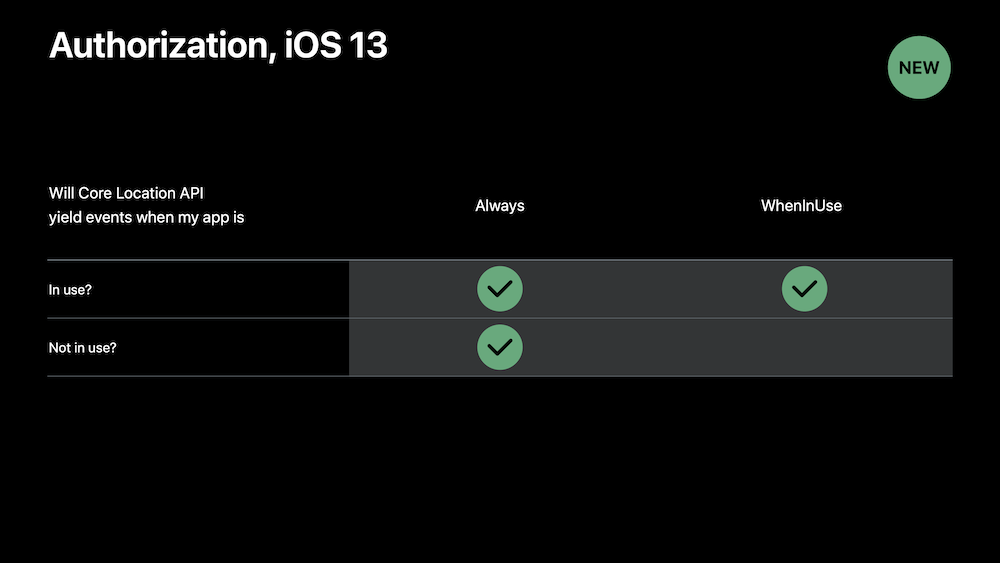 Authorization, iOS 13
NEW
Will Core Location API
yield events when my app is
Always
WhenInUse
In use?
Not in use?